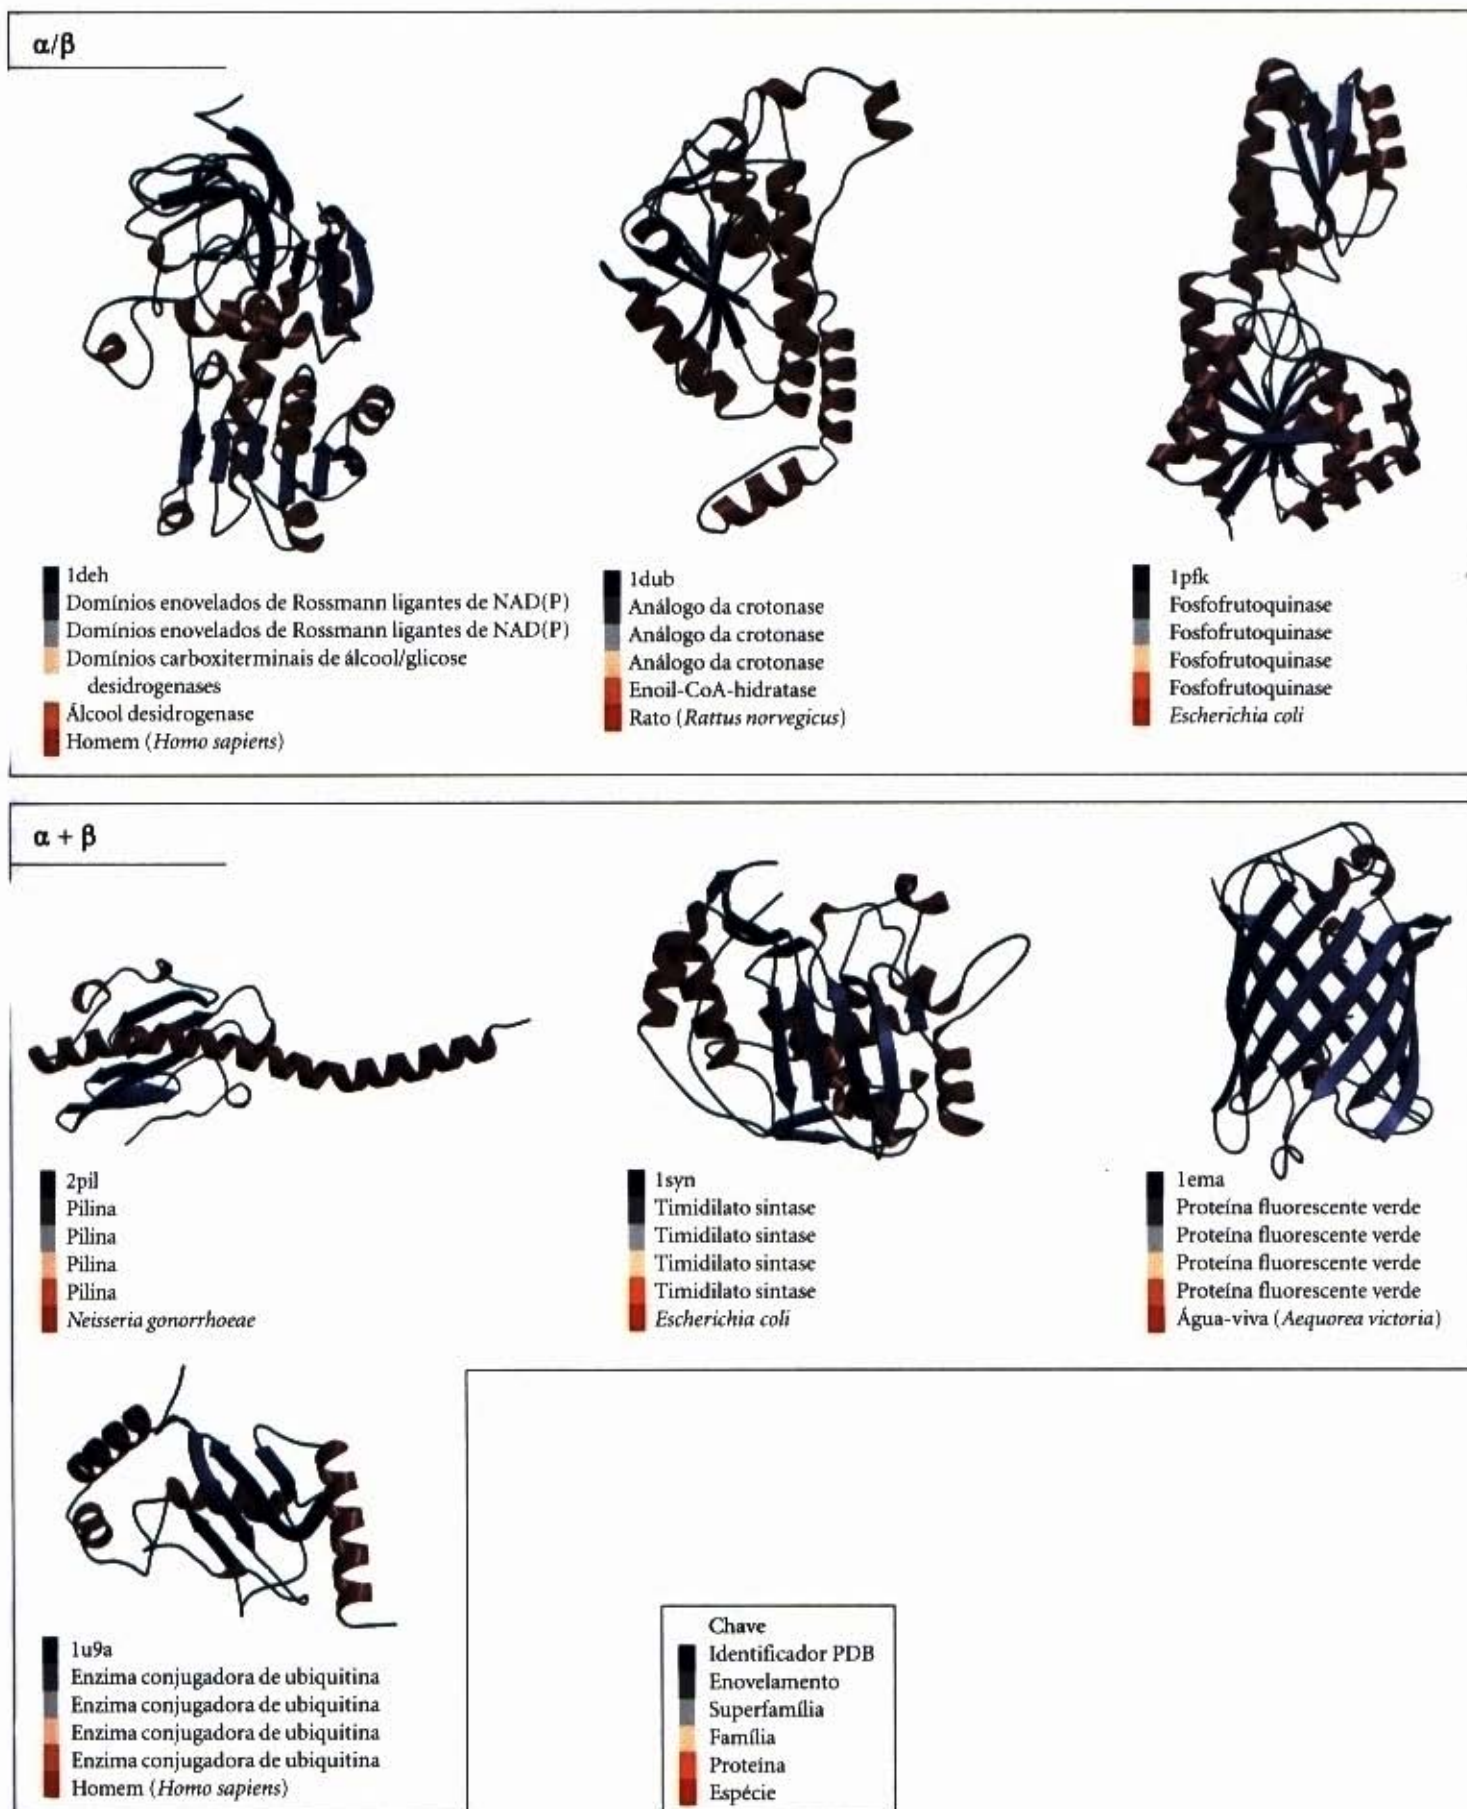 α/β
1deh
Domínios enovelados de Rossmann ligantes de NAD(P)
Domínios enovelados de Rossmann ligantes de NAD(P)
Domínios carboxiterminais de álcool/glicose
desidrogenases
Álcool desidrogenase
Homem (Homo sapiens)
1dub
Análogo da crotonase
Análogo da crotonase
Análogo da crotonase
Enoil-CoA-hidratase
Rato (Rattus norvegicus)
1pfk
Fosfofrutoquinase
Fosfofrutoquinase
Fosfofrutoquinase
Fosfofrutoquinase
Escherichia coli
α + β
2pil
Pilina
Pilina
Pilina
Pilina
Neisseria gonorrhoeae
1syn
Timidilato sintase
Timidilato sintase
Timidilato sintase
Timidilato sintase
Escherichia coli
1ema
Proteína fluorescente verde
Proteína fluorescente verde
Proteína fluorescente verde
Proteína fluorescente verde
Água-viva (Aequorea victoria)
1u9a
Enzima conjugadora de ubiquitina
Enzima conjugadora de ubiquitina
Enzima conjugadora de ubiquitina
Enzima conjugadora de ubiquitina
Homem (Homo sapiens)
Chave
Identificador PDB
Enovelamento
Superfamília
Família
Proteína
Espécie